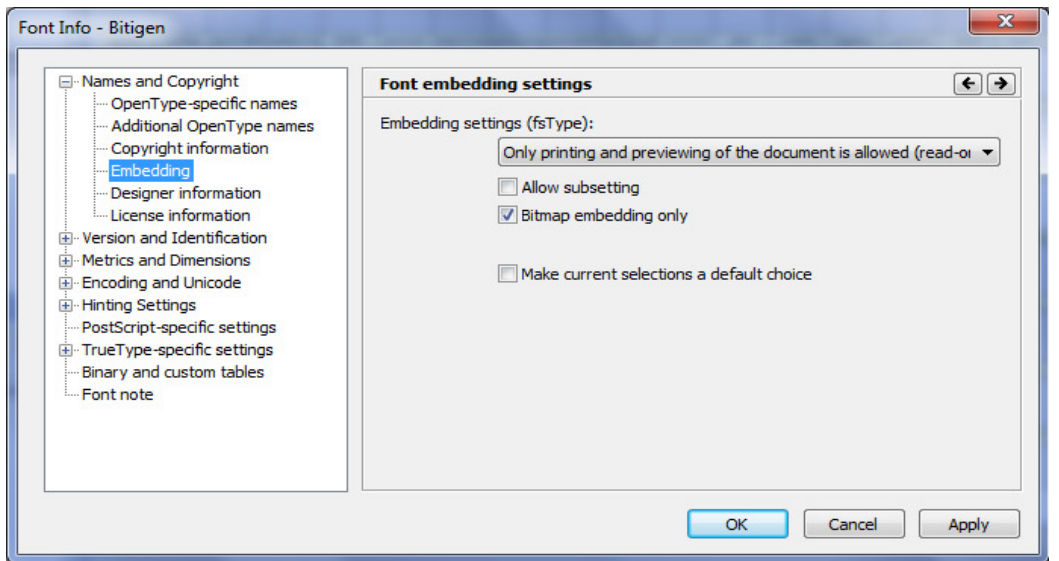 Font Info - Bitigen
Names and Copyright
OpenType-specific names
Additional OpenType names
Copyright information
Embedding
Designer information
License information
Version and Identification
Metrics and Dimensions
Encoding and Unicode
Hinting Settings
PostScript-specific settings
TrueType-specific settings
Binary and custom tables
Font note
Font embedding settings
Embedding settings (fsType):
Only printing and previewing of the document is allowed
Allow subsetting
Bitmap embedding only
Make current selections a default choice
OK
Cancel
Apply